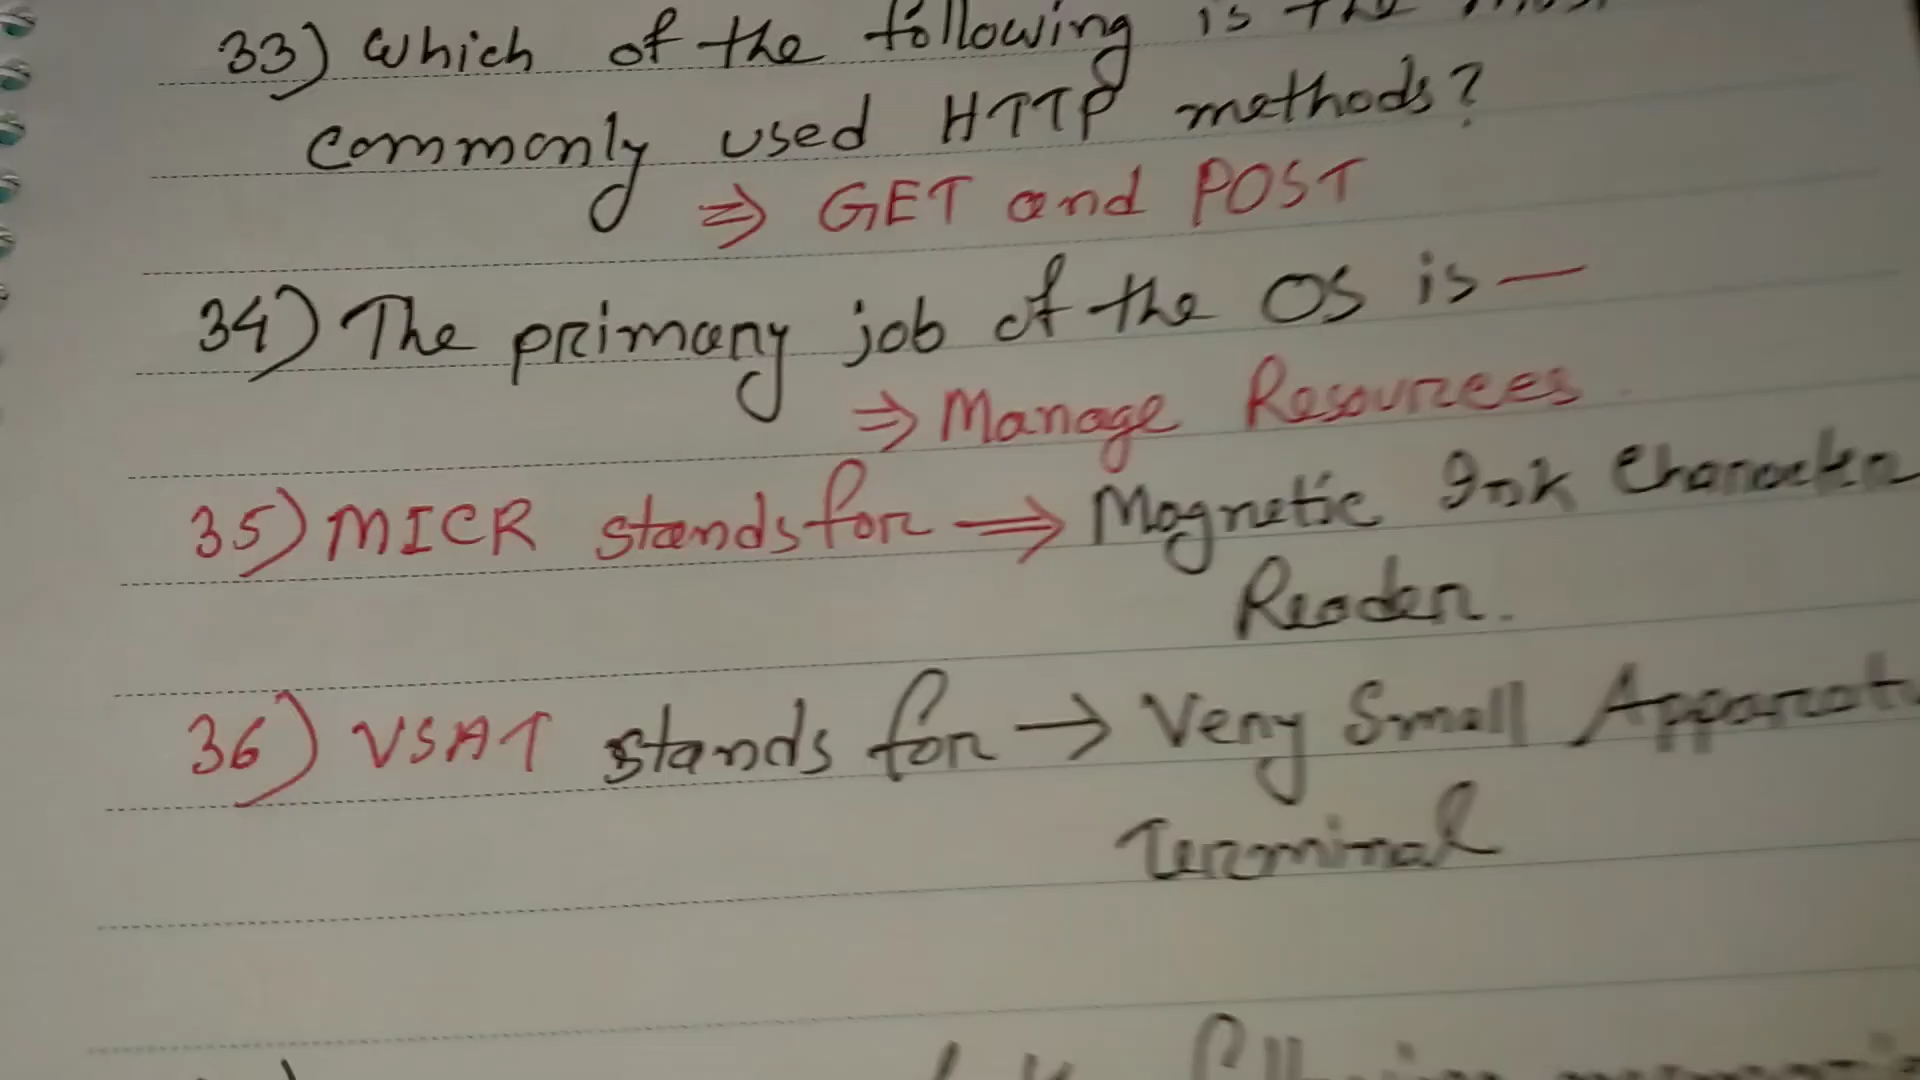 33) Which of the following is the most
commonly used HTTP methods?
⇒ GET and POST
34) The primary job of the OS is —
⇒ Manage Resources
35) MICR stands for ⇒ Magnetic Ink Character
Reader.
36) VSAT stands for → Very Small
Terminal